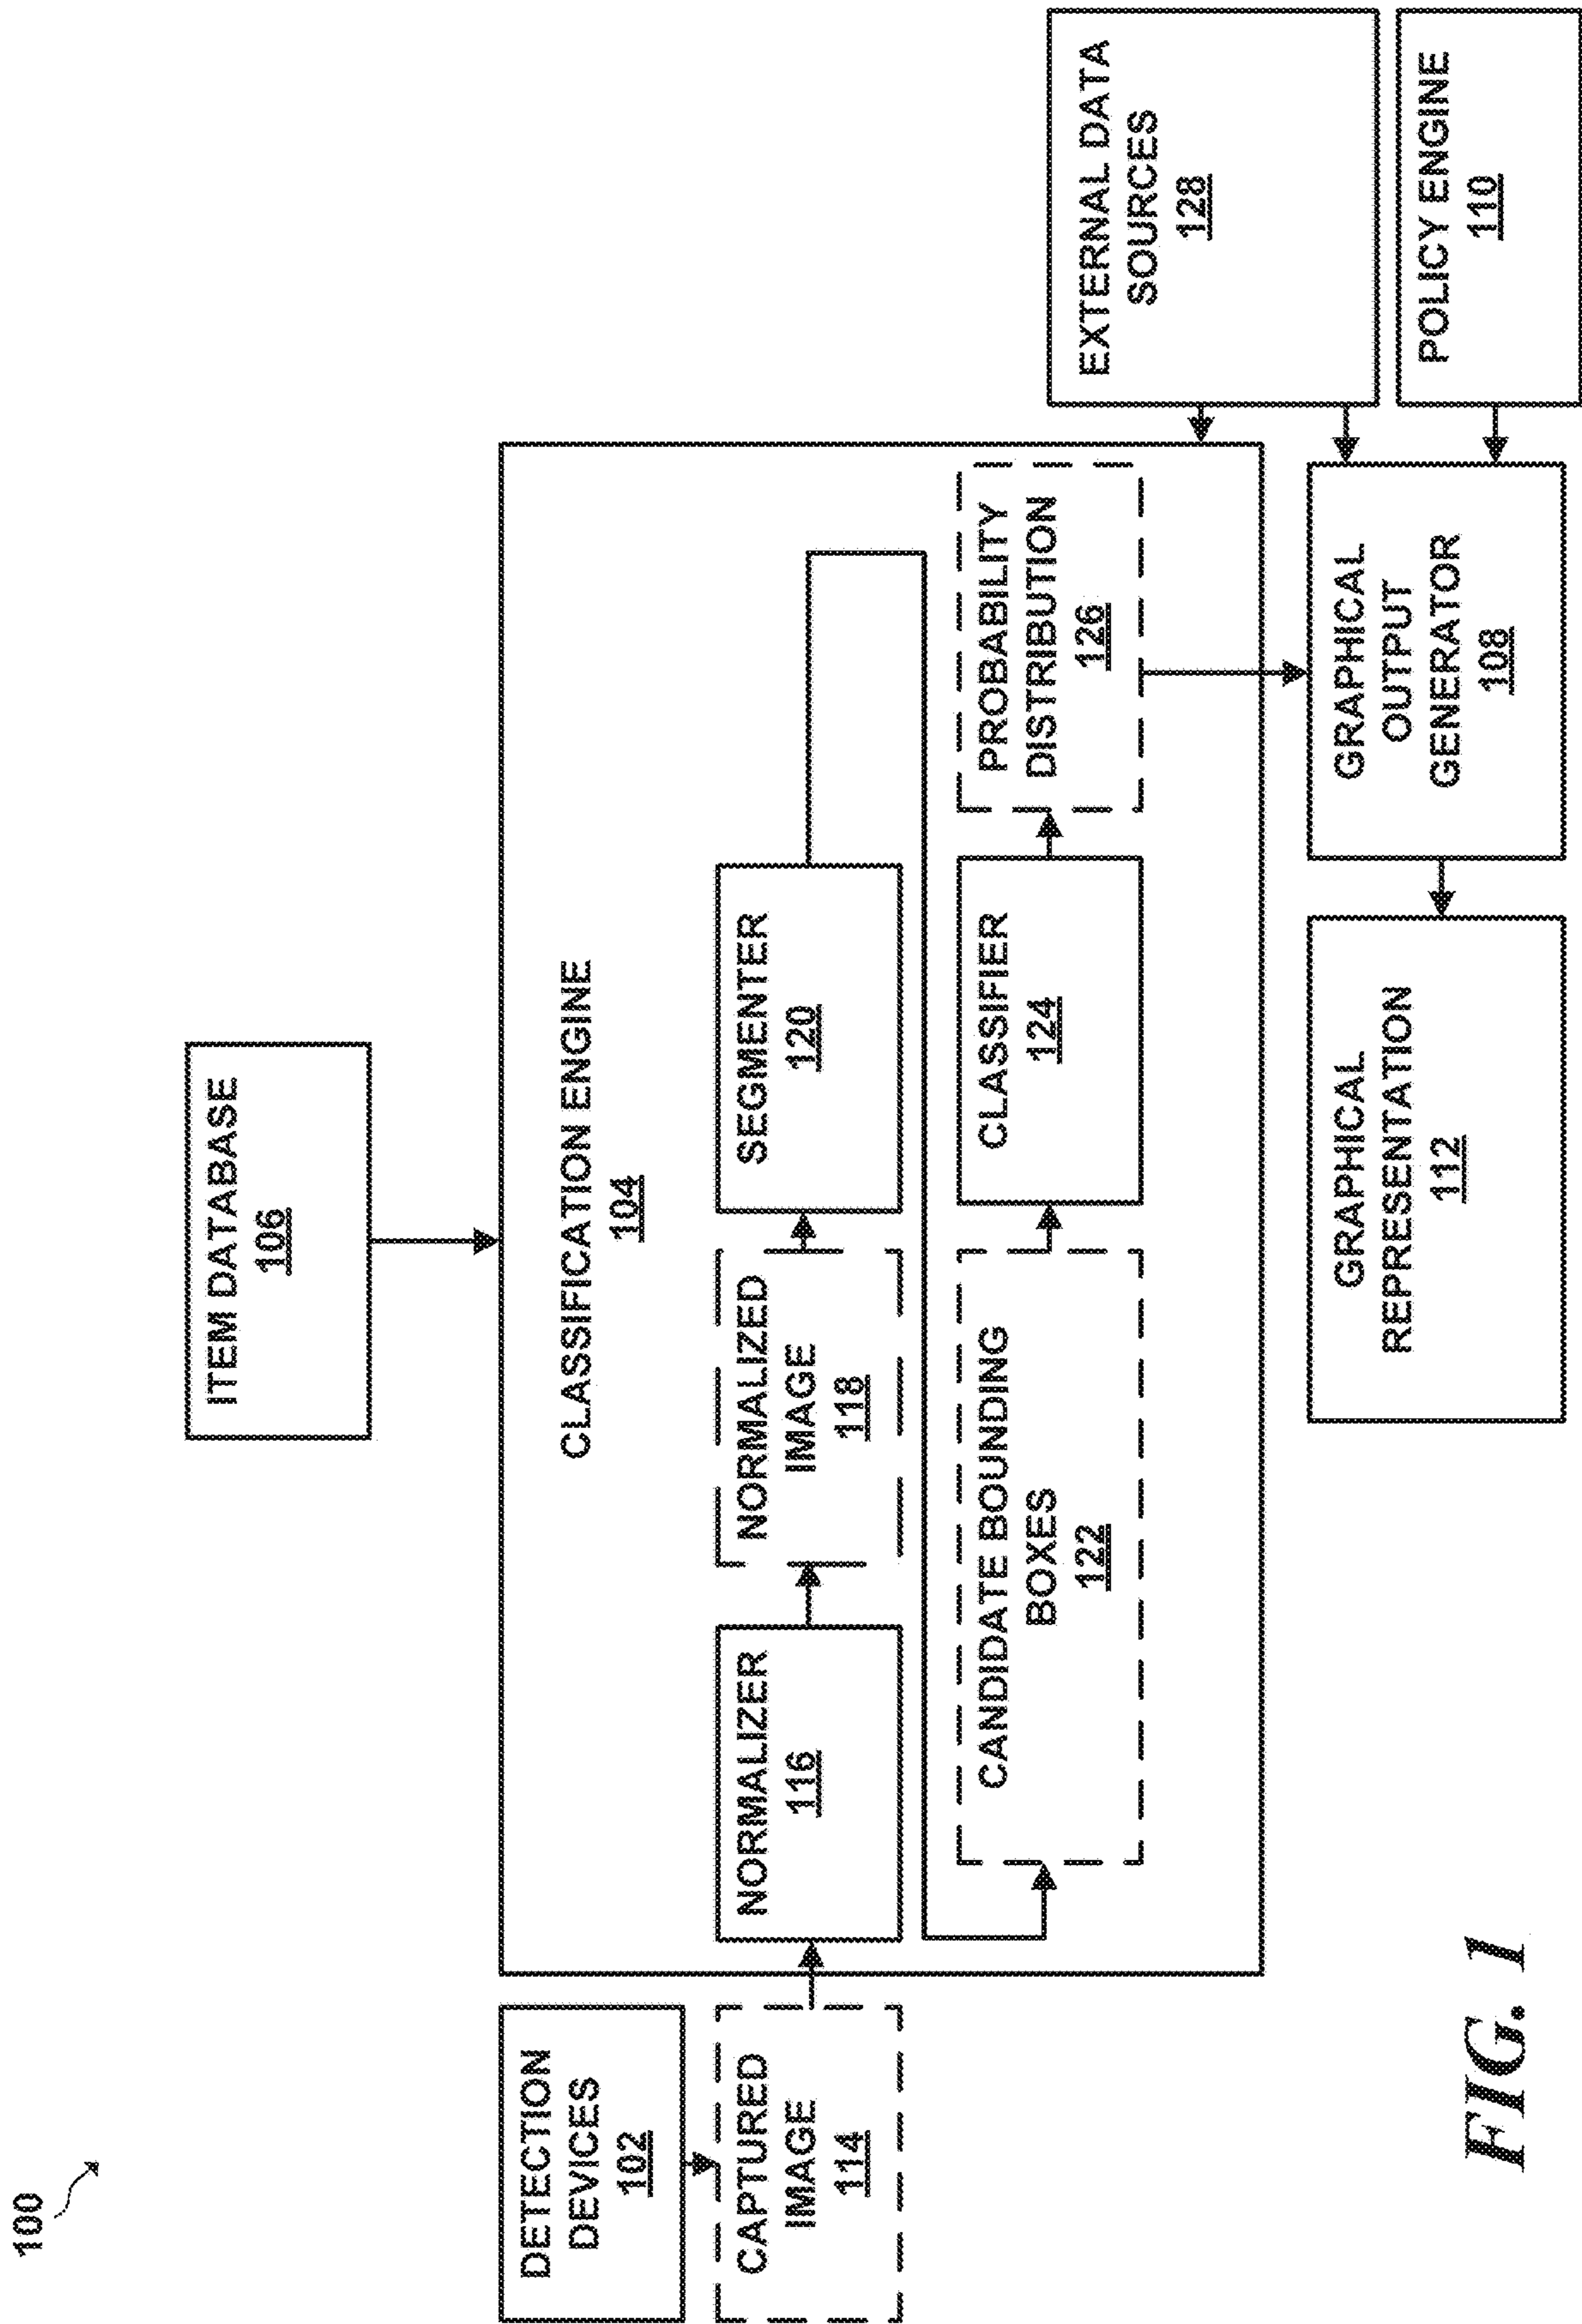 100
ITEM DATABASE
106
DETECTION
DEVICES
102
CAPTURED
IMAGE
114
CLASSIFICATION ENGINE
104
NORMALIZER
116
NORMALIZED
IMAGE
118
SEGMENTER
120
CANDIDATE BOUNDING
BOXES
122
CLASSIFIER
124
PROBABILITY
DISTRIBUTION
126
EXTERNAL DATA
SOURCES
128
GRAPHICAL
REPRESENTATION
112
GRAPHICAL
OUTPUT
GENERATOR
108
POLICY ENGINE
110
FIG. 1